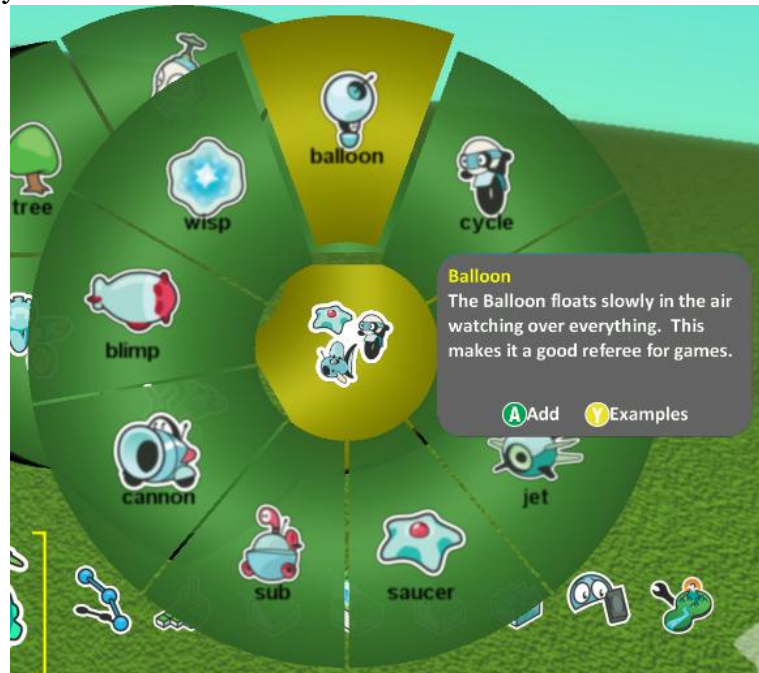 balloon
tree
wisp
cycle
Balloon
The Balloon floats slowly in the air
watching over everything. This
makes it a good referee for games.
A Add Y Examples
blimp
cannon
jet
sub
saucer